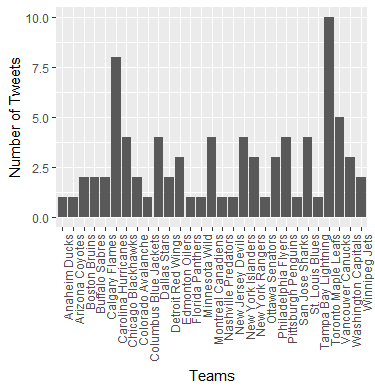 10.0
7.5
5.0
2.5
0.0
Number of Tweets
Anaheim Ducks
Arizona Coyotes
Boston Bruins
Buffalo Sabres
Calgary Flames
Carolina Hurricanes
Chicago Blackhawks
Colorado Avalanche
Columbus Blue Jackets
Dallas Stars
Detroit Red Wings
Edmonton Oilers
Florida Panthers
Minnesota Wild
Montreal Canadiens
Nashville Predators
New Jersey Devils
New York Islanders
New York Rangers
Ottawa Senators
Philadelphia Flyers
Pittsburgh Penguins
San Jose Sharks
St. Louis Blues
Tampa Bay Lightning
Toronto Maple Leafs
Vancouver Canucks
Washington Capitals
Winnipeg Jets
Teams